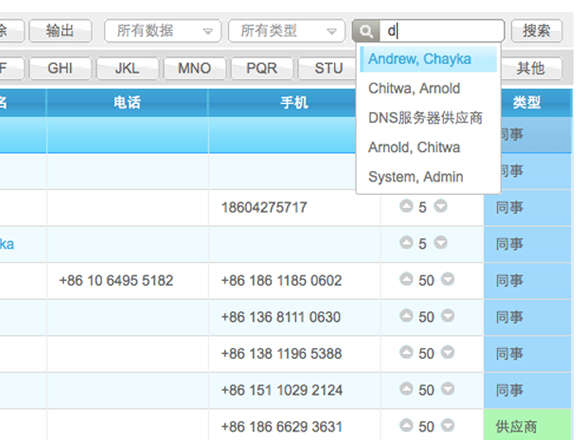 除 输出 所有数据 所有类型 d 搜索
F GHI JKL MNO PQR STU 其他
名 电话 手机 类型
Andrew, Chayka
Chitwa, Arnold
DNS服务器供应商
Arnold, Chitwa
System, Admin
同事
同事
18604275717 5 同事
ka 5 同事
+86 10 6495 5182 +86 186 1185 0602 50 同事
+86 136 8111 0630 50 同事
+86 138 1196 5388 50 同事
+86 151 1029 2124 50 同事
+86 186 6629 3631 50 供应商